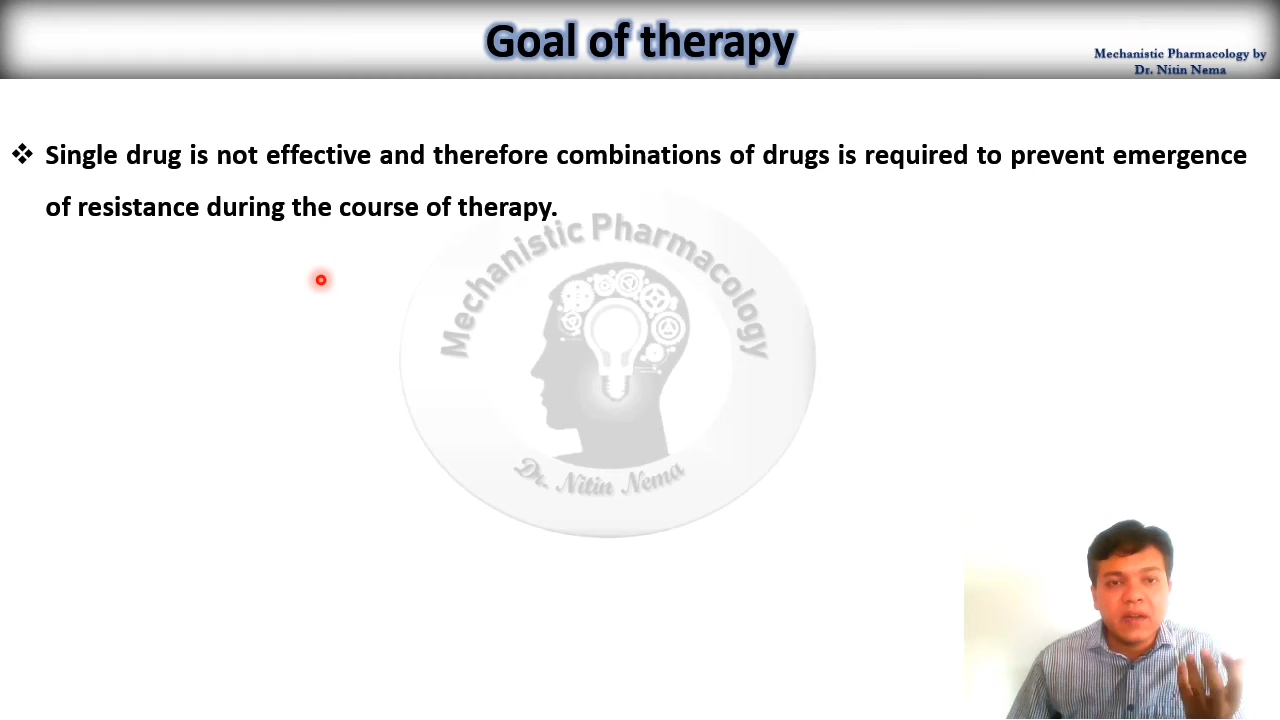 Goal of therapy
Mechanistic Pharmacology by
Dr. Nitin Nema
❖ Single drug is not effective and therefore combinations of drugs is required to prevent emergence
of resistance during the course of therapy.
Mechanistic Pharmacology
Dr. Nitin Nema